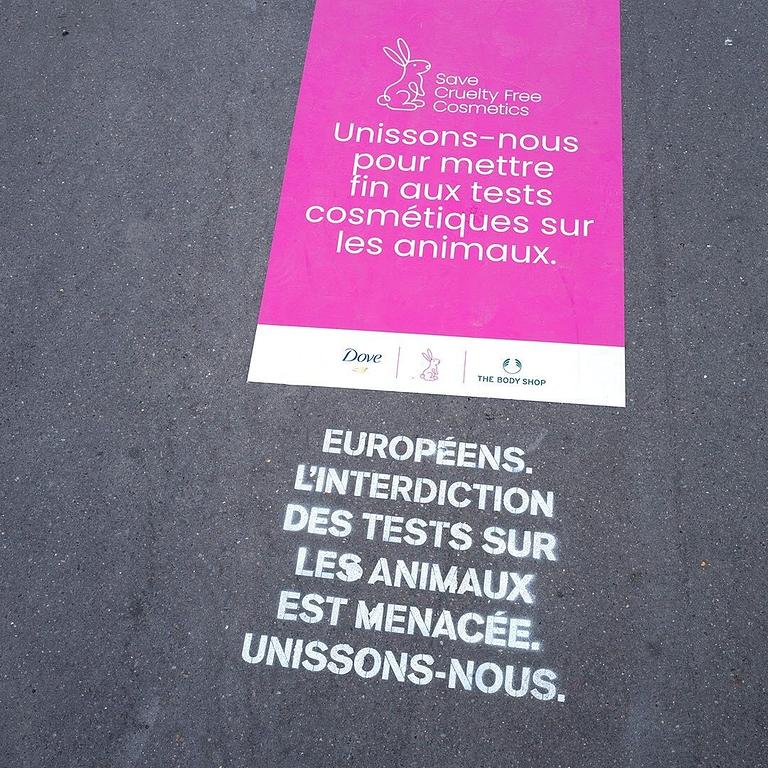 Save
Cruelty Free
Cosmetics
Unissons-nous
pour mettre
fin aux tests
cosmétiques sur
les animaux.
Dove
THE BODY SHOP
EUROPÉENS.
L'INTERDICTION
DES TESTS SUR
LES ANIMAUX
EST MENACÉE.
UNISSONS-NOUS.